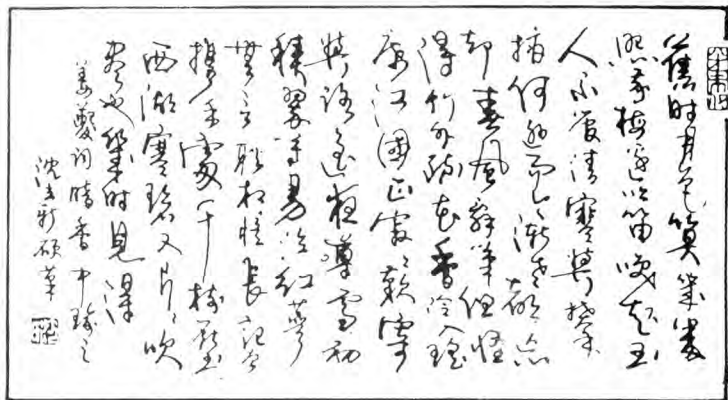 舊時月色算幾番
照我梅邊吹笛喚起玉
人不管清寒與攀
摘何遜而今漸老都忘
卻春風辭筆但怪
得竹外疏花香冷入瑤
席江國正寂寂歎寄
與路遙夜雪初
積翠尊易泣紅萼
無言耿相憶長記曾
攜手處千樹壓
西湖寒碧又片片吹
盡也幾時見得
姜夔詞暗香